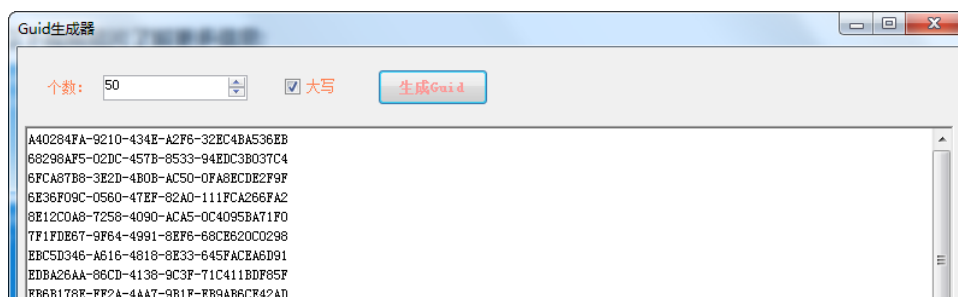 Guid生成器
个数： 50 大写 生成Guid
A40284FA-9210-434E-A2F6-32EC4BA536EB
68298AF5-02DC-457B-8533-94EDC3B037C4
6FCA87B8-3E2D-4B0B-AC50-0FA8ECDE2F9F
6E36F09C-0560-47EF-82A0-111FCA266FA2
8E12C0A8-7258-4090-ACA5-0C4095BA71F0
7F1FDE67-9F64-4991-8EF6-68CE620C0298
EBC5D346-A616-4818-8E33-645FACEA6D91
EDBA26AA-86CD-4138-9C3F-71C411BDF85F